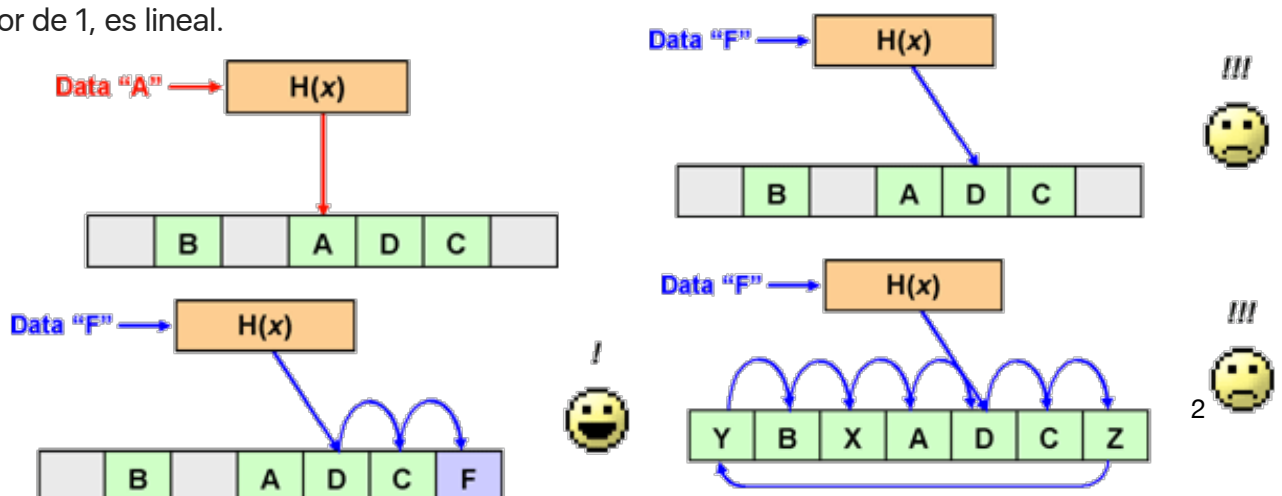 or de 1, es lineal.
Data “A”
H(x)
B A D C
Data “F”
H(x)
!!!
B A D C
Data “F”
H(x)
!
B A D C F
Data “F”
H(x)
!!!
Y B X A D C Z
2